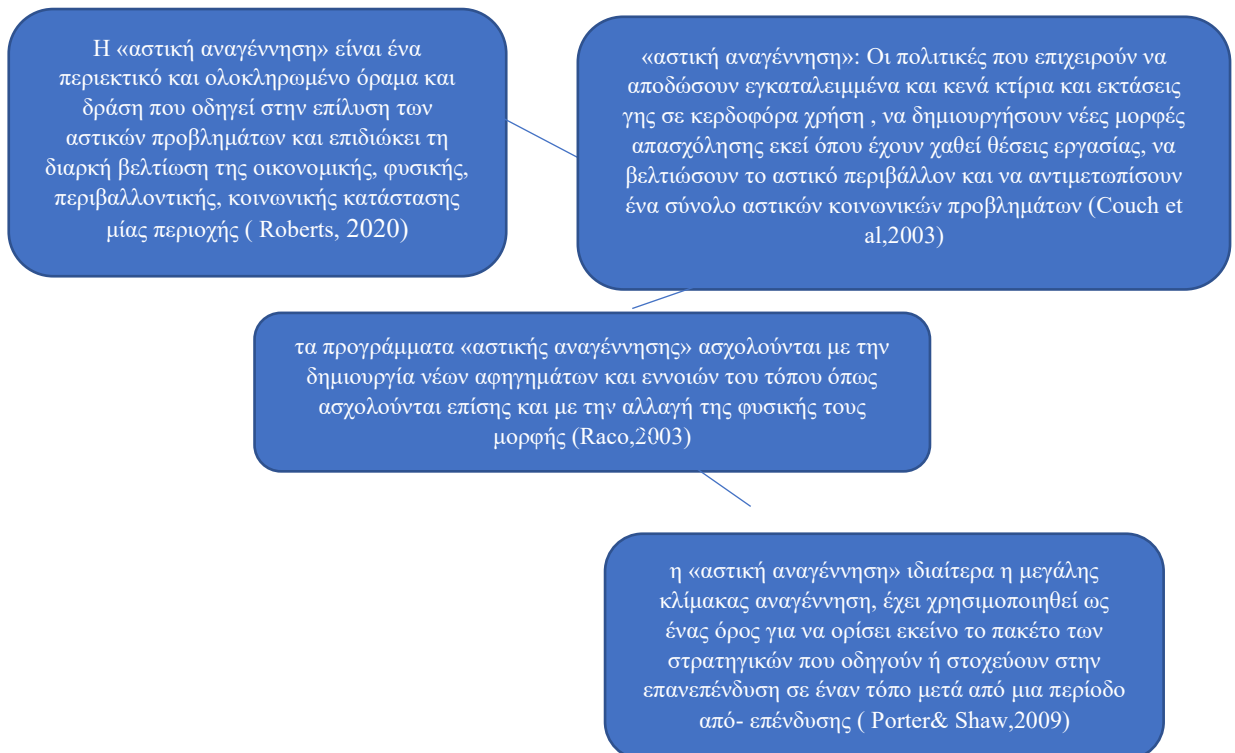 Η «αστική αναγέννηση» είναι ένα
περιεκτικό και ολοκληρωμένο όραμα και
δράση που οδηγεί στην επίλυση των
αστικών προβλημάτων και επιδιώκει τη
διαρκή βελτίωση της οικονομικής, φυσικής,
περιβαλλοντικής, κοινωνικής κατάστασης
μίας περιοχής ( Roberts, 2020)
«αστική αναγέννηση»: Οι πολιτικές που επιχειρούν να
αποδώσουν εγκαταλειμμένα και κενά κτίρια και εκτάσεις
γης σε κερδοφόρα χρήση , να δημιουργήσουν νέες μορφές
απασχόλησης εκεί όπου έχουν χαθεί θέσεις εργασίας, να
βελτιώσουν το αστικό περιβάλλον και να αντιμετωπίσουν
ένα σύνολο αστικών κοινωνικών προβλημάτων (Couch et
al,2003)
τα προγράμματα «αστικής αναγέννησης» ασχολούνται με την
δημιουργία νέων αφηγημάτων και εννοιών του τόπου όπως
ασχολούνται επίσης και με την αλλαγή της φυσικής τους
μορφής (Raco,2003)
η «αστική αναγέννηση» ιδιαίτερα η μεγάλης
κλίμακας αναγέννηση, έχει χρησιμοποιηθεί ως
ένας όρος για να ορίσει εκείνο το πακέτο των
στρατηγικών που οδηγούν ή στοχεύουν στην
επανεπένδυση σε έναν τόπο μετά από μια περίοδο
από- επένδυσης ( Porter& Shaw,2009)